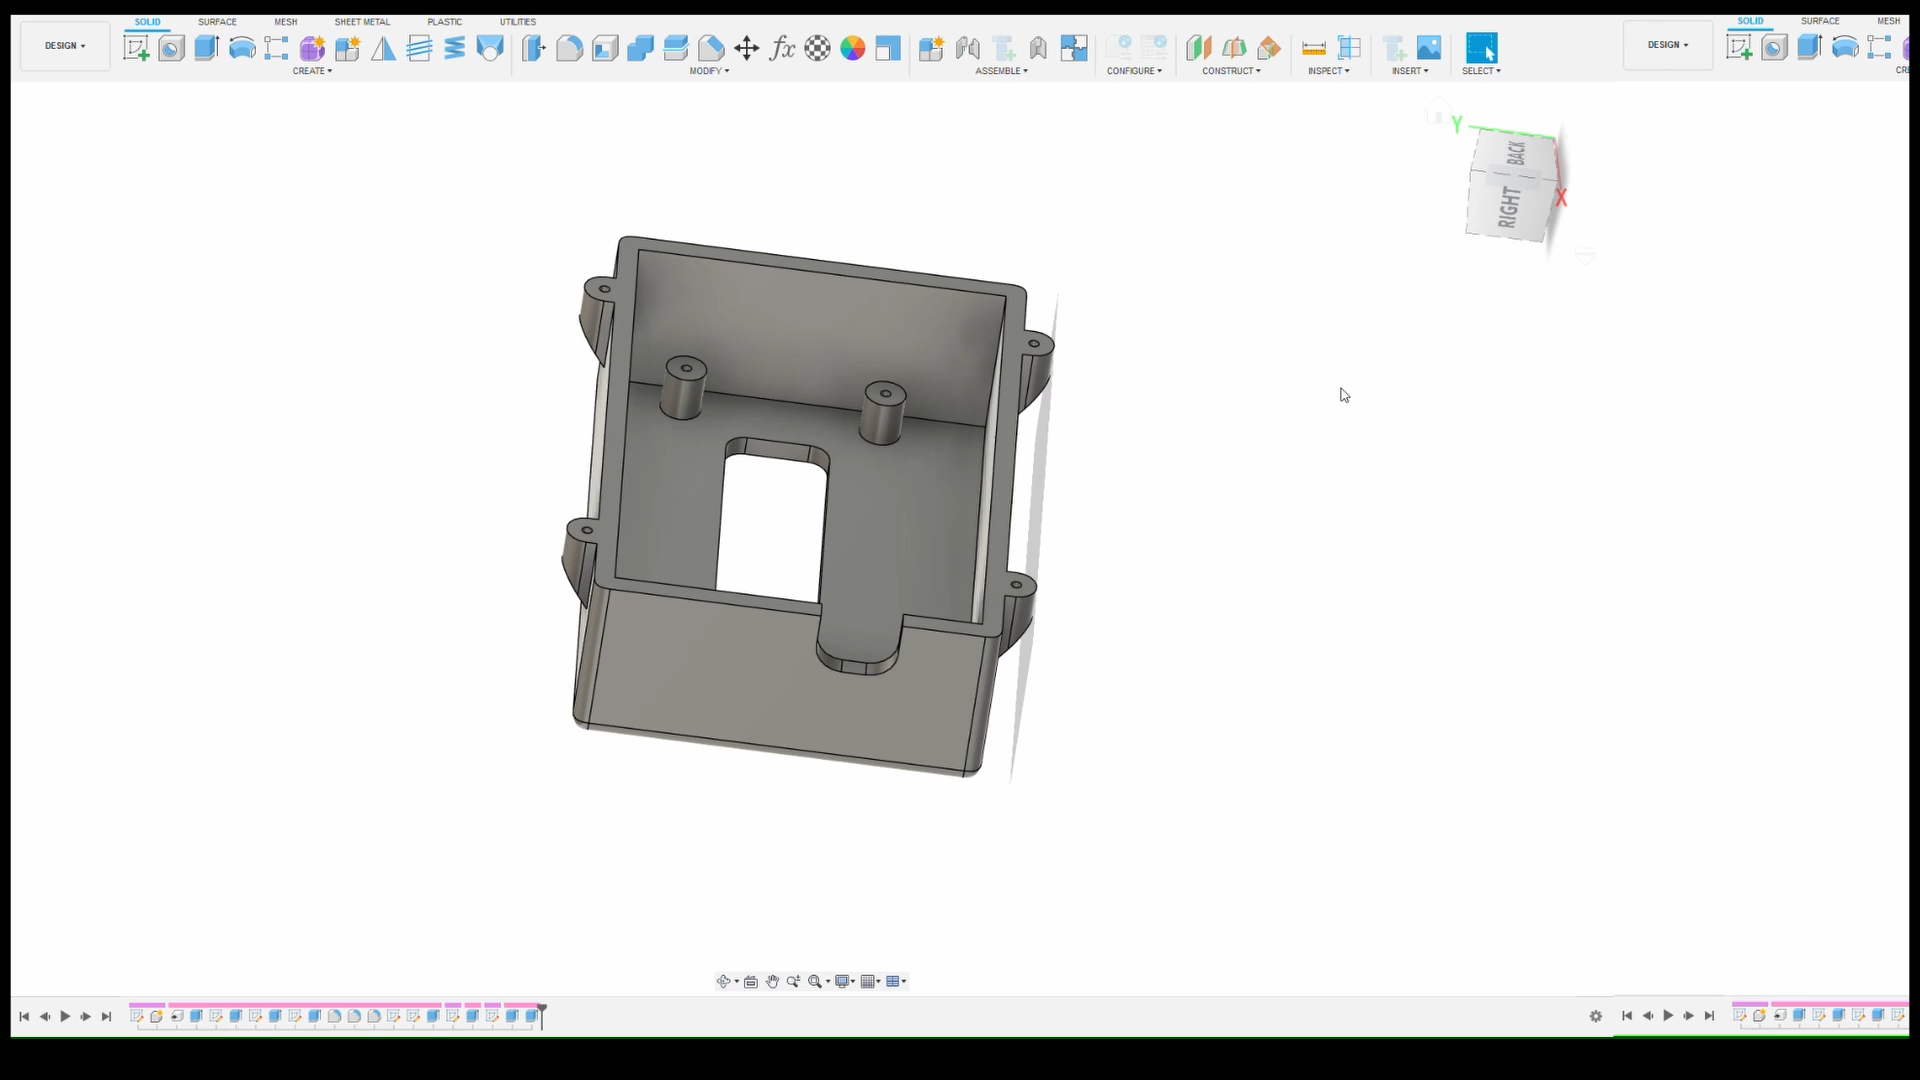 SOLID SURFACE MESH SHEET METAL PLASTIC UTILITIES
DESIGN
CREATE MODIFY ASSEMBLE CONFIGURE CONSTRUCT INSPECT INSERT SELECT
fx
SOLID SURFACE MESH
DESIGN
Y
BACK
RIGHT
X